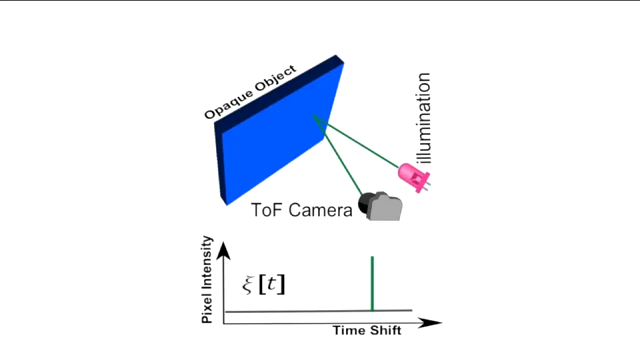 Opaque Object
illumination
ToF Camera
Pixel Intensity
ξ[t]
Time Shift